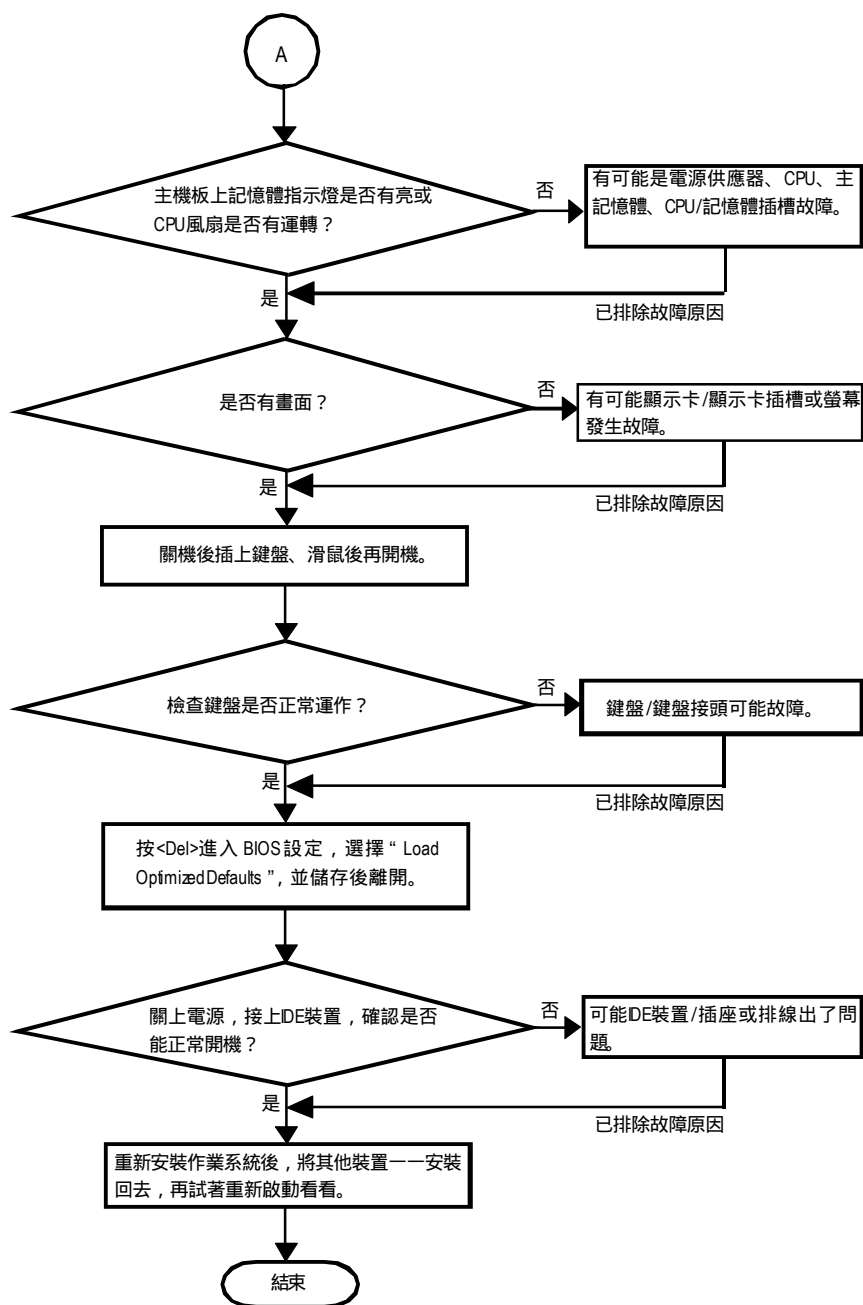 A
主機板上記憶體指示燈是否有亮或
CPU風扇是否有運轉？
否
有可能是電源供應器、CPU、主
記憶體、CPU/記憶體插槽故障。
是
已排除故障原因
是否有畫面？
否
有可能顯示卡/顯示卡插槽或螢幕
發生故障。
是
已排除故障原因
關機後插上鍵盤、滑鼠後再開機。
檢查鍵盤是否正常運作？
否
鍵盤/鍵盤接頭可能故障。
是
已排除故障原因
按<Del>進入 BIOS 設定，選擇 “ Load
Optimized Defaults ”，並儲存後離開。
關上電源，接上IDE裝置，確認是否
能正常開機？
否
可能IDE裝置/插座或排線出了問
題。
是
已排除故障原因
重新安裝作業系統後，將其他裝置一一安裝
回去，再試著重新啟動看看。
結束